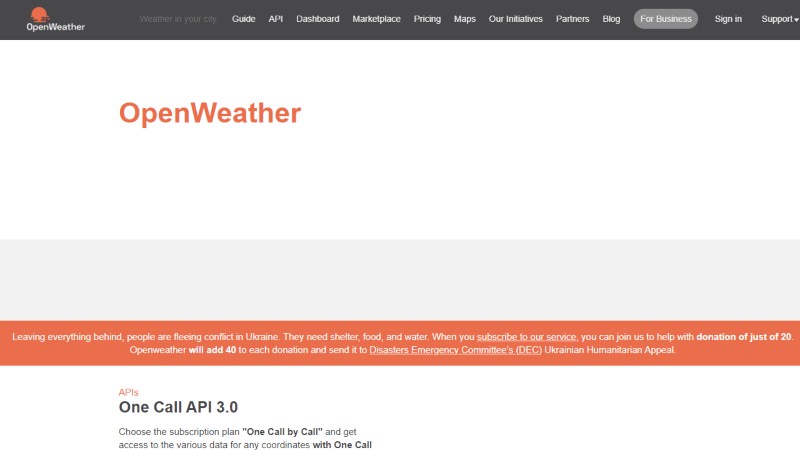 OpenWeather
Weather in your city Guide API Dashboard Marketplace Pricing Maps Our Initiatives Partners Blog For Business Sign in Support
OpenWeather
Leaving everything behind, people are fleeing conflict in Ukraine. They need shelter, food, and water. When you subscribe to our service, you can join us to help with donation of just of 20.
Openweather will add 40 to each donation and send it to Disasters Emergency Committee's (DEC) Ukrainian Humanitarian Appeal.
APIs
One Call API 3.0
Choose the subscription plan "One Call by Call" and get
access to the various data for any coordinates with One Call